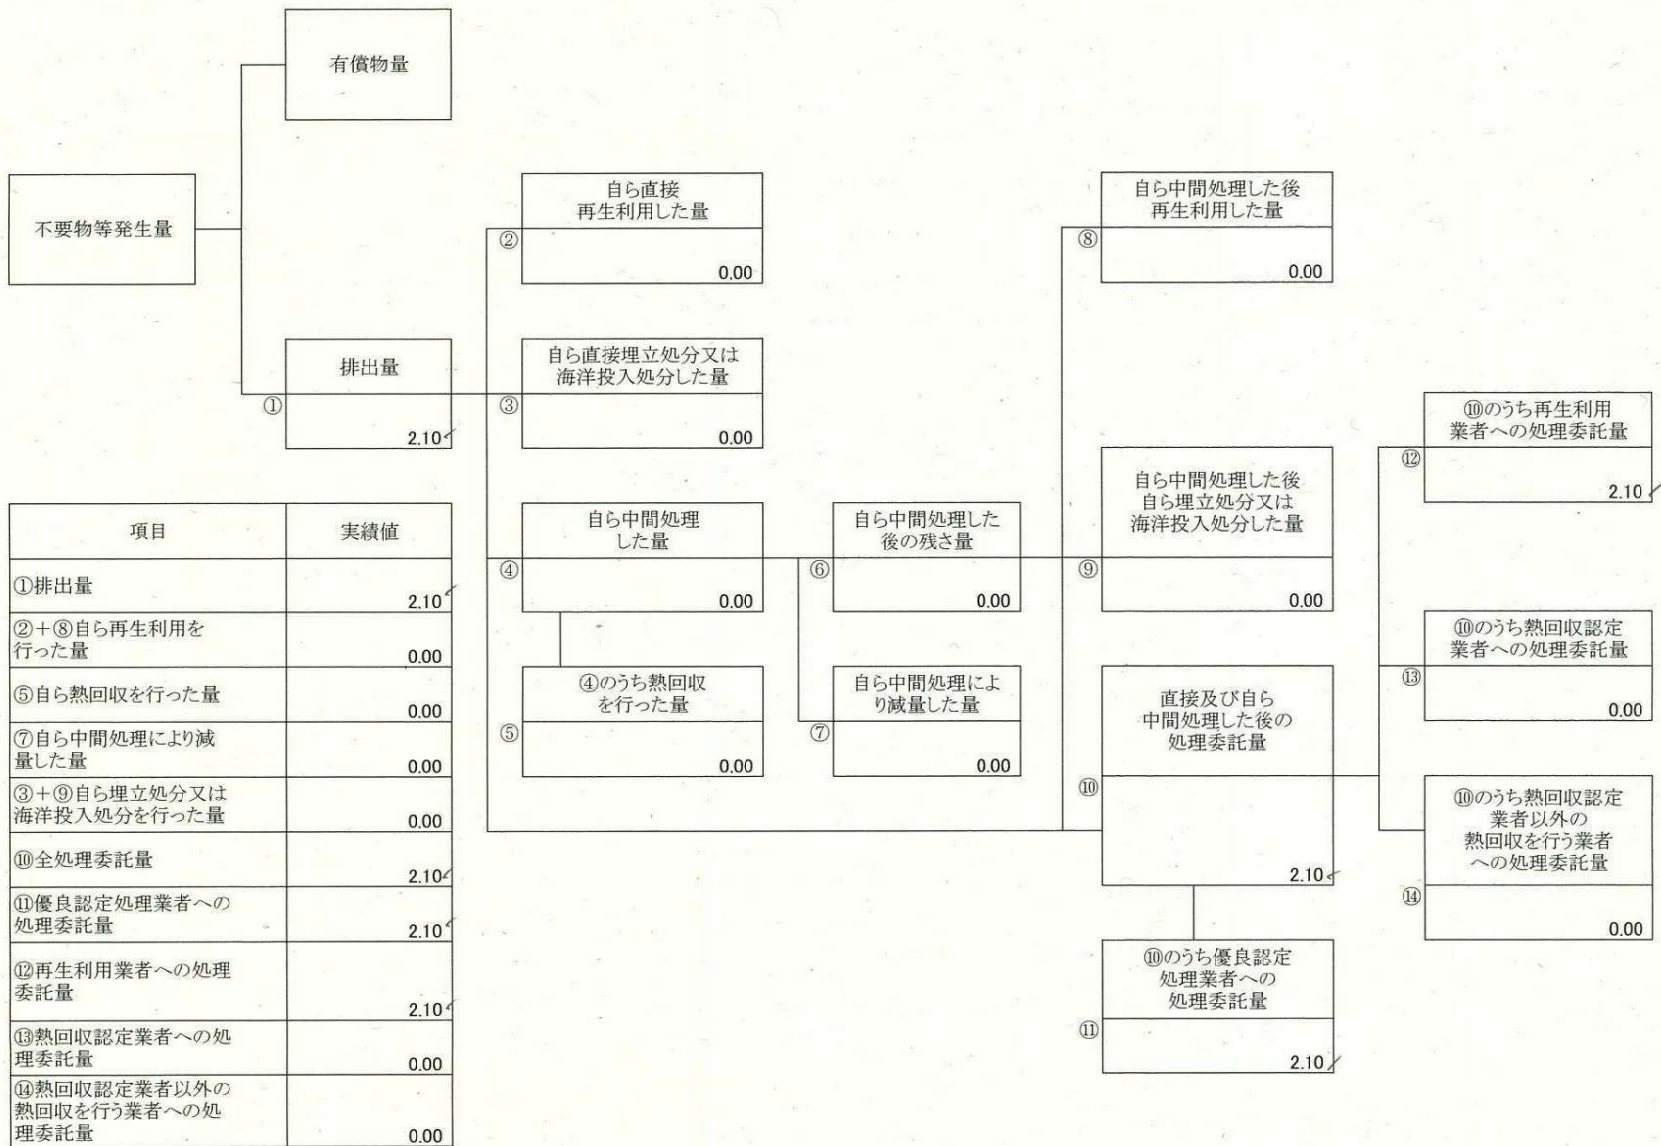 有償物量
不要物等発生量
自ら直接
再生利用した量
②
0.00
自ら中間処理した後
再生利用した量
⑧
0.00
排出量
①
2.10
自ら直接埋立処分又は
海洋投入処分した量
③
0.00
⑩のうち再生利用
業者への処理委託量
⑫
2.10
自ら中間処理
した量
④
0.00
自ら中間処理した
後の残さ量
⑥
0.00
自ら中間処理した後
自ら埋立処分又は
海洋投入処分した量
⑨
0.00
⑩のうち熱回収認定
業者への処理委託量
⑬
0.00
④のうち熱回収
を行った量
⑤
0.00
自ら中間処理によ
り減量した量
⑦
0.00
直接及び自ら
中間処理した後の
処理委託量
⑩
2.10
⑩のうち熱回収認定
業者以外の
熱回収を行う業者
への処理委託量
⑭
0.00
⑩のうち優良認定
処理業者への
処理委託量
⑪
2.10
項目 実績値
①排出量
2.10
②+⑧自ら再生利用を
行った量
0.00
⑤自ら熱回収を行った量
0.00
⑦自ら中間処理により減
量した量
0.00
③+⑨自ら埋立処分又は
海洋投入処分を行った量
0.00
⑩全処理委託量
2.10
⑪優良認定処理業者への
処理委託量
2.10
⑫再生利用業者への処理
委託量
2.10
⑬熱回収認定業者への処
理委託量
0.00
⑭熱回収認定業者以外の
熱回収を行う業者への処
理委託量
0.00